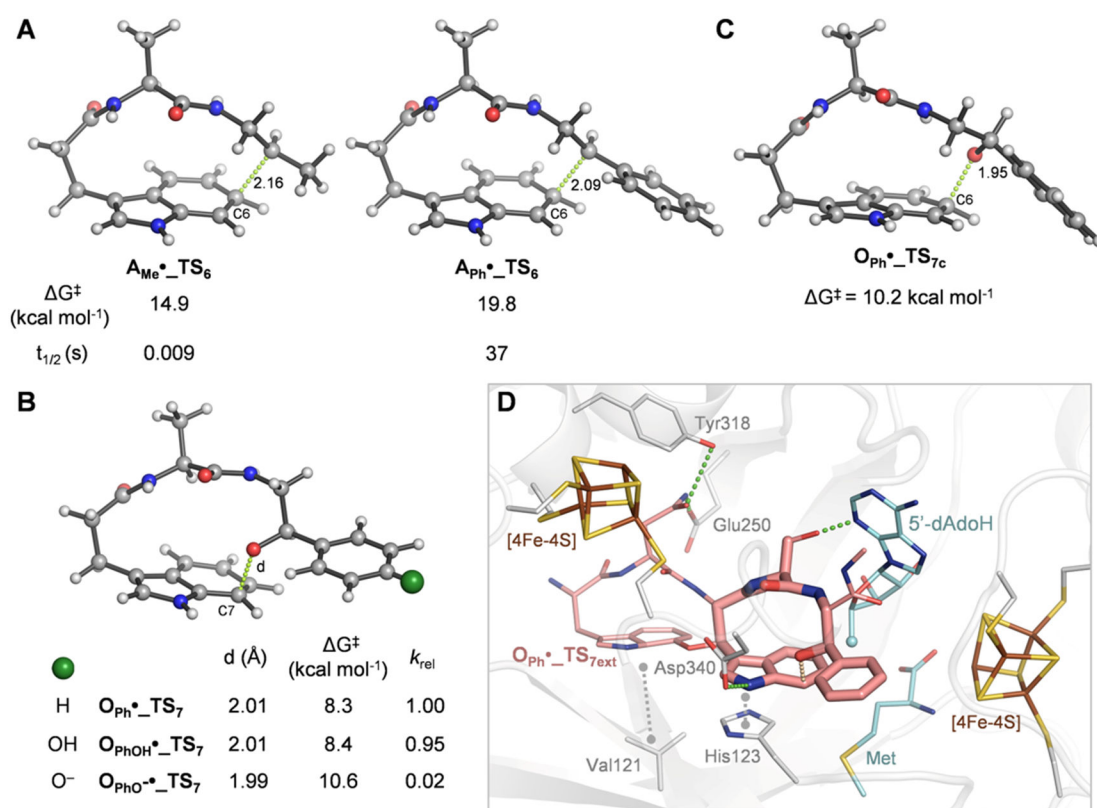 A
C
2.16
C6
2.09
C6
1.95
C6
A_Me•_TS_6
A_Ph•_TS_6
O_Ph•_TS_7c
ΔG‡
(kcal mol⁻¹)
14.9
19.8
ΔG‡ = 10.2 kcal mol⁻¹
t_1/2 (s)
0.009
37
B
d
C7
d (Å)
ΔG‡
(kcal mol⁻¹)
k_rel
H O_Ph•_TS_7 2.01 8.3 1.00
OH O_PhOH•_TS_7 2.01 8.4 0.95
O⁻ O_PhO-•_TS_7 1.99 10.6 0.02
D
Tyr318
Glu250
5'-dAdoH
[4Fe-4S]
O_Ph•_TS_7ext
Asp340
[4Fe-4S]
Val121
His123
Met